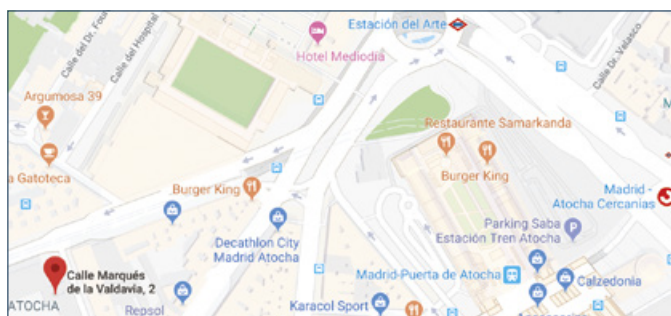 Estación del Arte
Calle del Dr. Fou
Calle del Hospital
Hotel Mediodia
Calle Dr. Velasco
Argumosa 39
Restaurante Samarkanda
a Gatoteca
Burger King
Burger King
Madrid -
Atocha Cercanías
Decathlon City
Madrid Atocha
Parking Saba
Estación Tren Atocha
Calle Marqués
de la Valdavia, 2
Madrid-Puerta de Atocha
Calzedonia
ATOCHA
Repsol
Karacol Sport